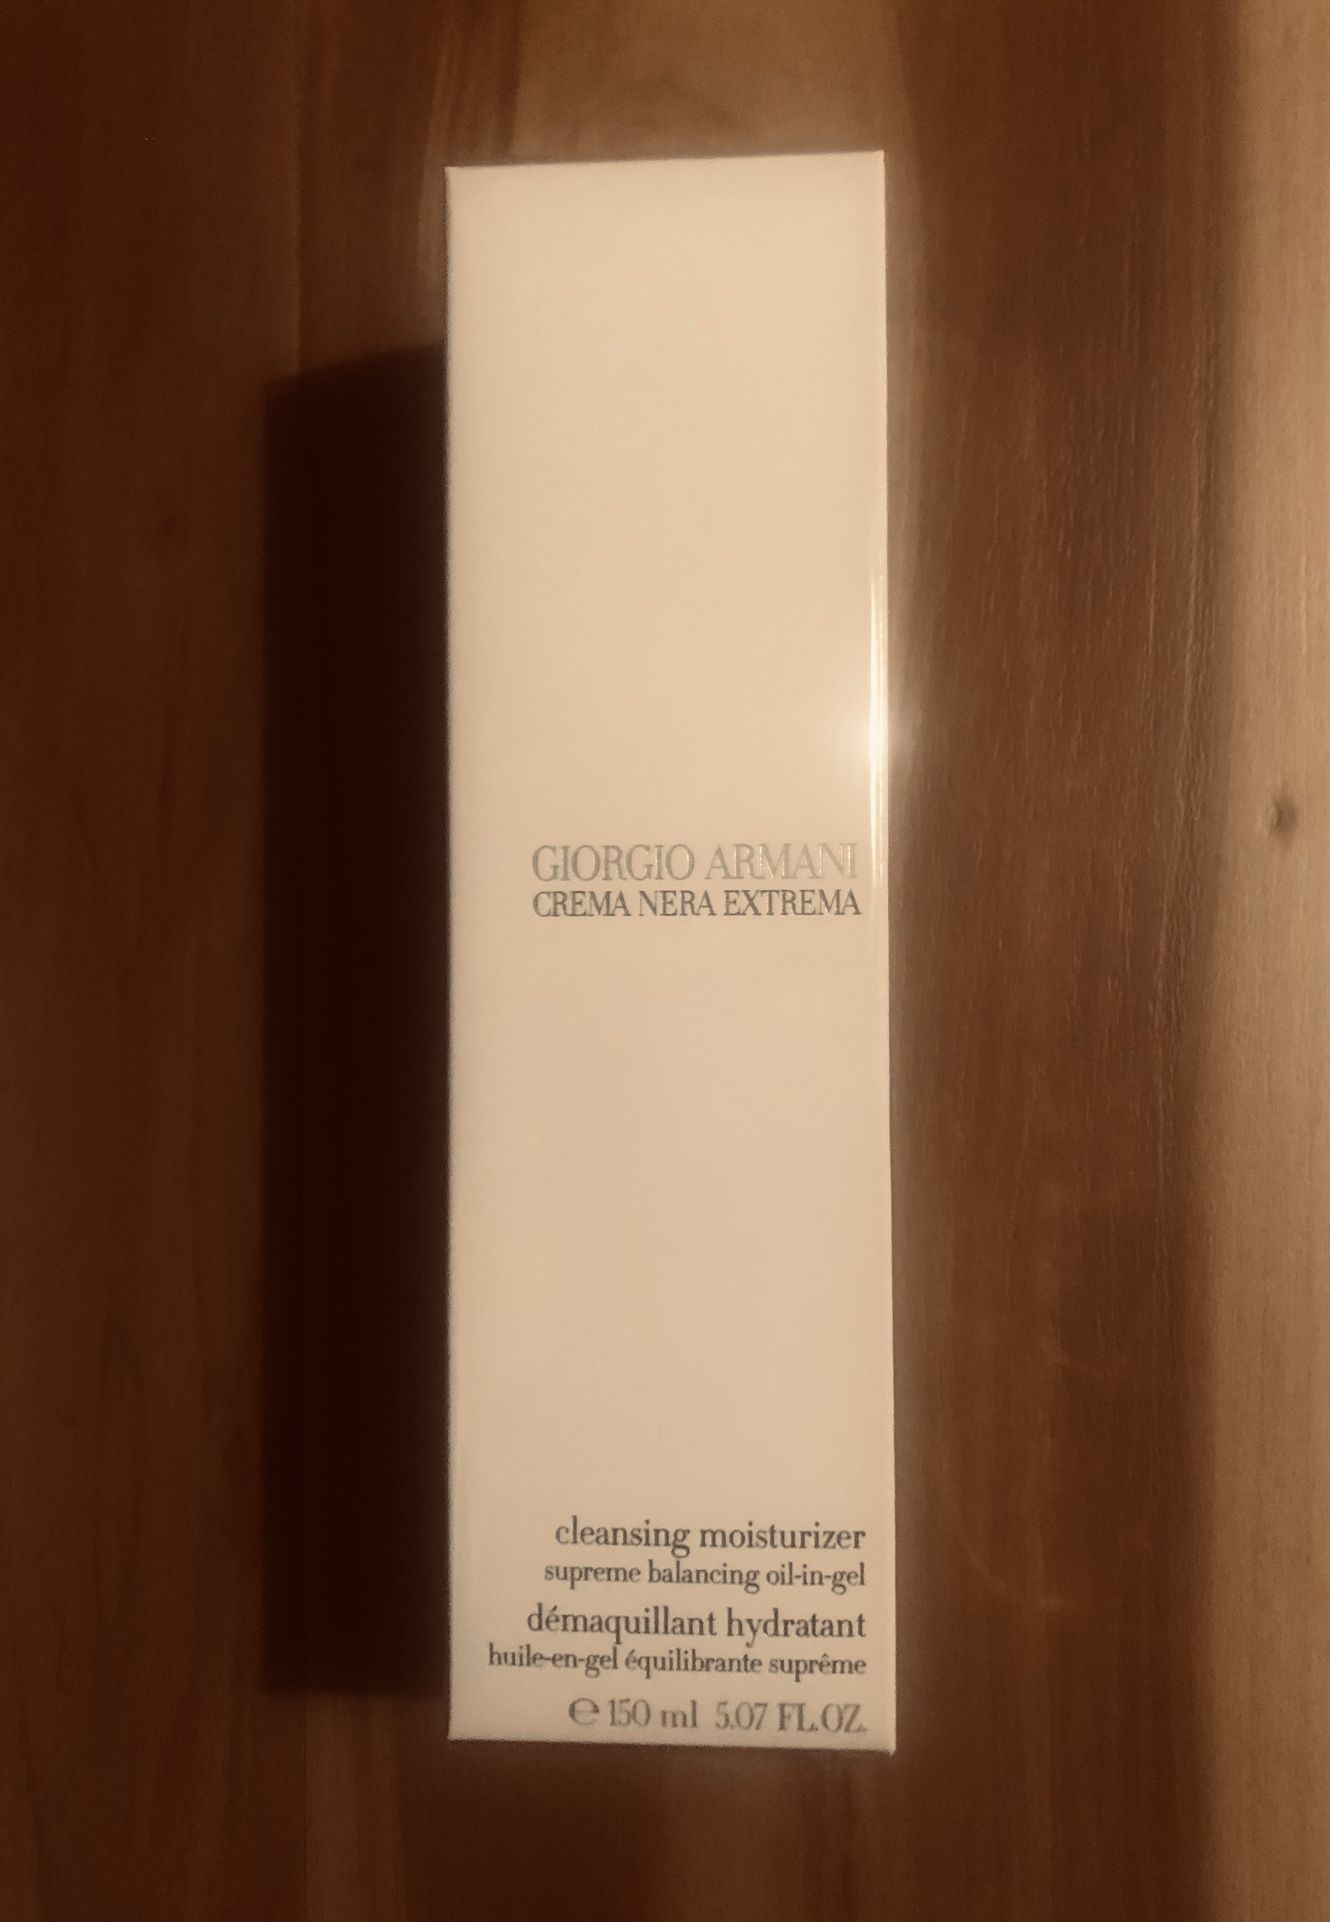 GIORGIO ARMANI
CREMA NERA EXTREMA
cleansing moisturizer
supreme balancing oil-in-gel
démaquillant hydratant
huile-en-gel équilibrante suprême
℮ 150 ml 5.07 FL.OZ.